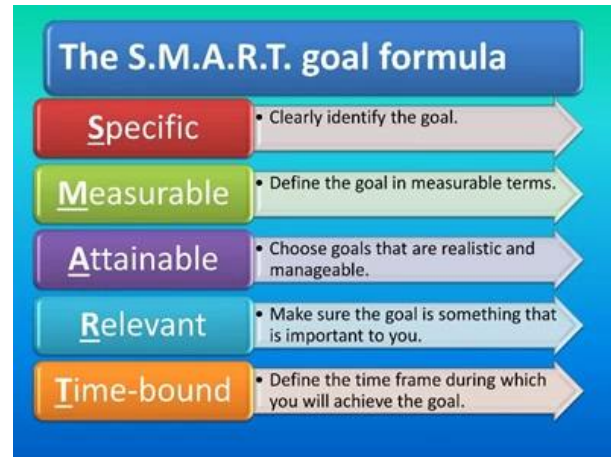 The S.M.A.R.T. goal formula
Specific
• Clearly identify the goal.
Measurable
• Define the goal in measurable terms.
Attainable
• Choose goals that are realistic and
manageable.
Relevant
• Make sure the goal is something that
is important to you.
Time-bound
• Define the time frame during which
you will achieve the goal.